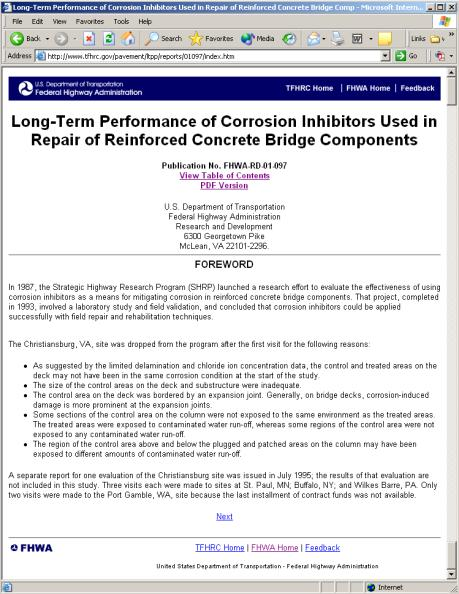 Long-Term Performance of Corrosion Inhibitors Used in Repair of Reinforced Concrete Bridge Comp - Microsoft Intern...
File Edit View Favorites Tools Help
Back Search Favorites Media Links
Address http://www.tfhrc.gov/pavement/ltpp/reports/01097/index.htm Go
U.S. Department of Transportation
Federal Highway Administration
TFHRC Home | FHWA Home | Feedback
Long-Term Performance of Corrosion Inhibitors Used in
Repair of Reinforced Concrete Bridge Components
Publication No. FHWA-RD-01-097
View Table of Contents
PDF Version
U.S. Department of Transportation
Federal Highway Administration
Research and Development
6300 Georgetown Pike
McLean, VA 22101-2296.
FOREWORD
In 1987, the Strategic Highway Research Program (SHRP) launched a research effort to evaluate the effectiveness of using
corrosion inhibitors as a means for mitigating corrosion in reinforced concrete bridge components. That project, completed
in 1993, involved a laboratory study and field validation, and concluded that corrosion inhibitors could be applied
successfully with field repair and rehabilitation techniques.
The Christiansburg, VA, site was dropped from the program after the first visit for the following reasons:
• As suggested by the limited delamination and chloride ion concentration data, the control and treated areas on the
deck may not have been in the same corrosion condition at the start of the study.
• The size of the control areas on the deck and substructure were inadequate.
• The control area on the deck was bordered by an expansion joint. Generally, on bridge decks, corrosion-induced
damage is more prominent at the expansion joints.
• Some sections of the control area on the column were not exposed to the same environment as the treated areas.
The treated areas were exposed to contaminated water run-off, whereas some regions of the control area were not
exposed to any contaminated water run-off.
• The region of the control area above and below the plugged and patched areas on the column may have been
exposed to different amounts of contaminated water run-off.
A separate report for one evaluation of the Christiansburg site was issued in July 1995; the results of that evaluation are
not included in this study. Three visits each were made to sites at St. Paul, MN; Buffalo, NY; and Wilkes Barre, PA. Only
two visits were made to the Port Gamble, WA, site because the last installment of contract funds was not available.
Next
FHWA
TFHRC Home | FHWA Home | Feedback
United States Department of Transportation - Federal Highway Administration
Internet